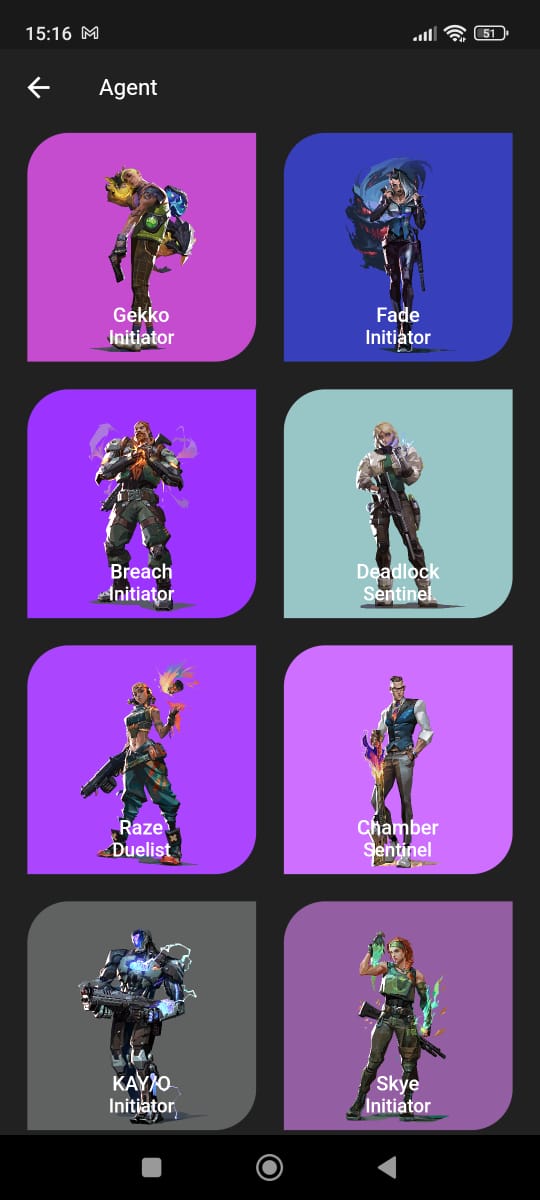 15:16
51
Agent
Gekko
Initiator
Fade
Initiator
Breach
Initiator
Deadlock
Sentinel
Raze
Duelist
Chamber
Sentinel
KAY/O
Initiator
Skye
Initiator